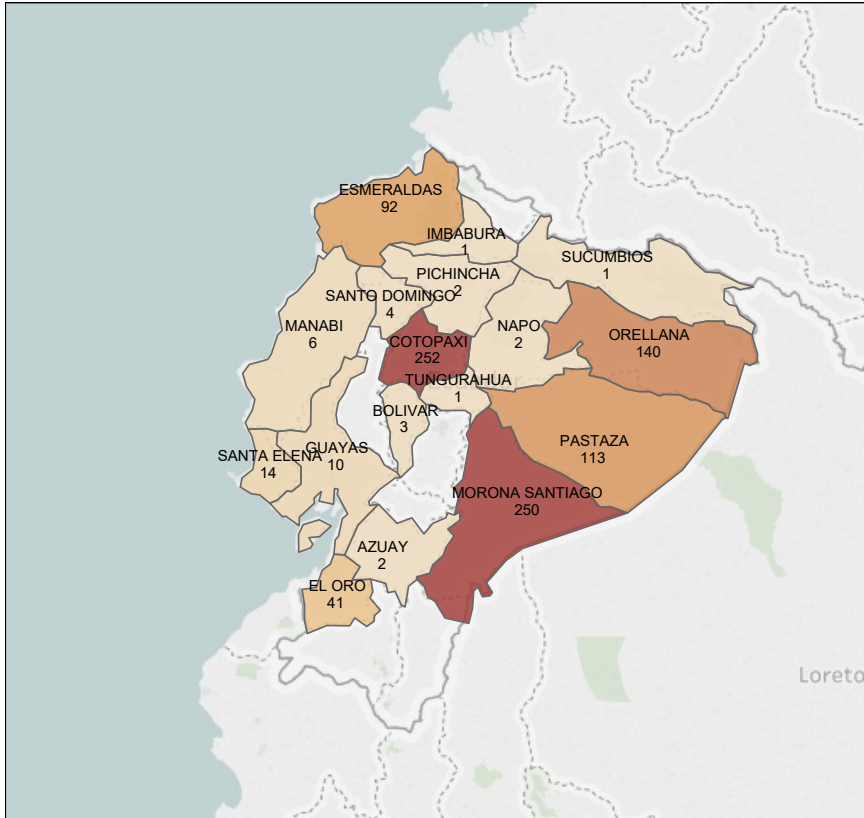 ESMERALDAS
92
IMBABURA
1
SUCUMBIOS
1
PICHINCHA
2
SANTO DOMINGO
4
MANABI
6
NAPO
2
ORELLANA
140
COTOPAXI
252
TUNGURAHUA
1
BOLIVAR
3
PASTAZA
113
GUAYAS
10
SANTA ELENA
14
MORONA SANTIAGO
250
AZUAY
2
EL ORO
41
Loreto